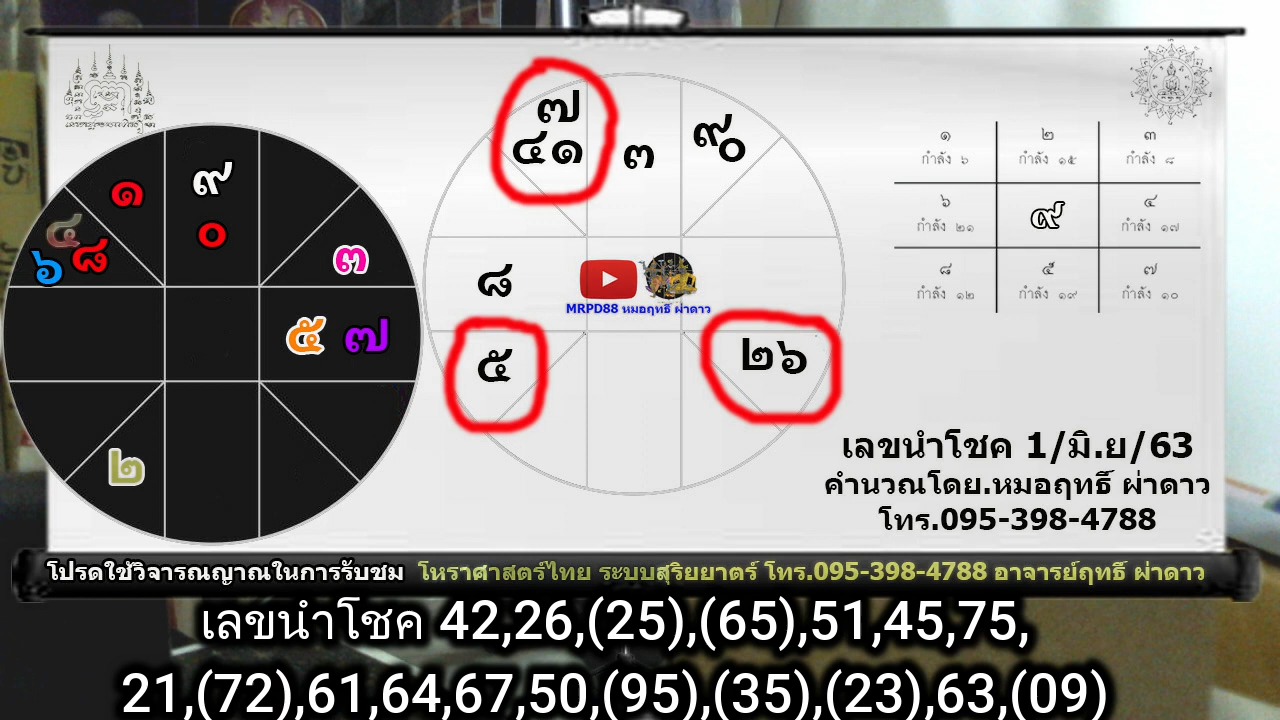 ๑
๙
๐
๔
๖
๘
๓
๕ ๗
๒
๗
๔๑
๓
๙๐
๘
๕
๒๖
MRPD88 หมอฤทธิ์ ผ่าดาว
๑ ๒ ๓
กำลัง ๖ กำลัง ๑๕ กำลัง ๘
๖ ๙ ๔
กำลัง ๒๑ กำลัง ๑๗
๘ ๕ ๗
กำลัง ๑๒ กำลัง ๑๙ กำลัง ๑๐
เลขนำโชค 1/มิ.ย/63
คำนวณโดย.หมอฤทธิ์ ผ่าดาว
โทร.095-398-4788
โปรดใช้วิจารณญาณในการรับชม โหราศาสตร์ไทย ระบบสุริยยาตร์ โทร.095-398-4788 อาจารย์ฤทธิ์ ผ่าดาว
เลขนำโชค 42,26,(25),(65),51,45,75,
21,(72),61,64,67,50,(95),(35),(23),63,(09)